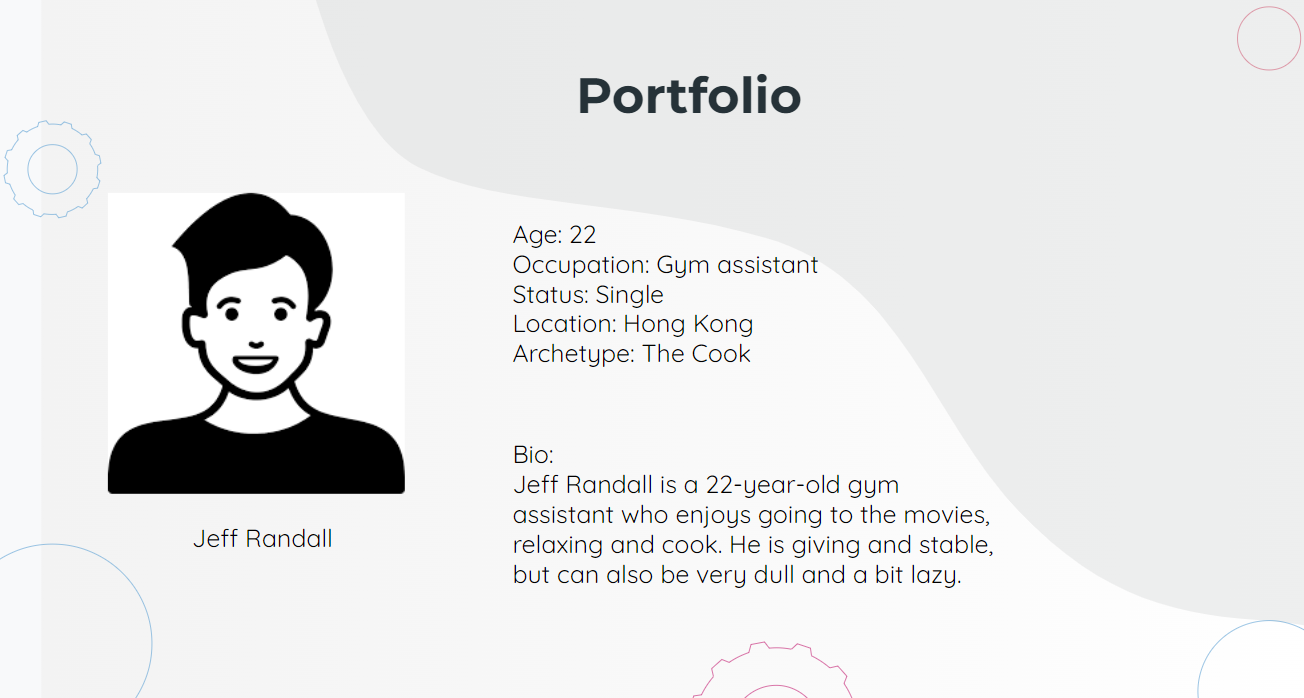 Portfolio
Age: 22
Occupation: Gym assistant
Status: Single
Location: Hong Kong
Archetype: The Cook
Bio:
Jeff Randall is a 22-year-old gym
assistant who enjoys going to the movies,
relaxing and cook. He is giving and stable,
but can also be very dull and a bit lazy.
Jeff Randall